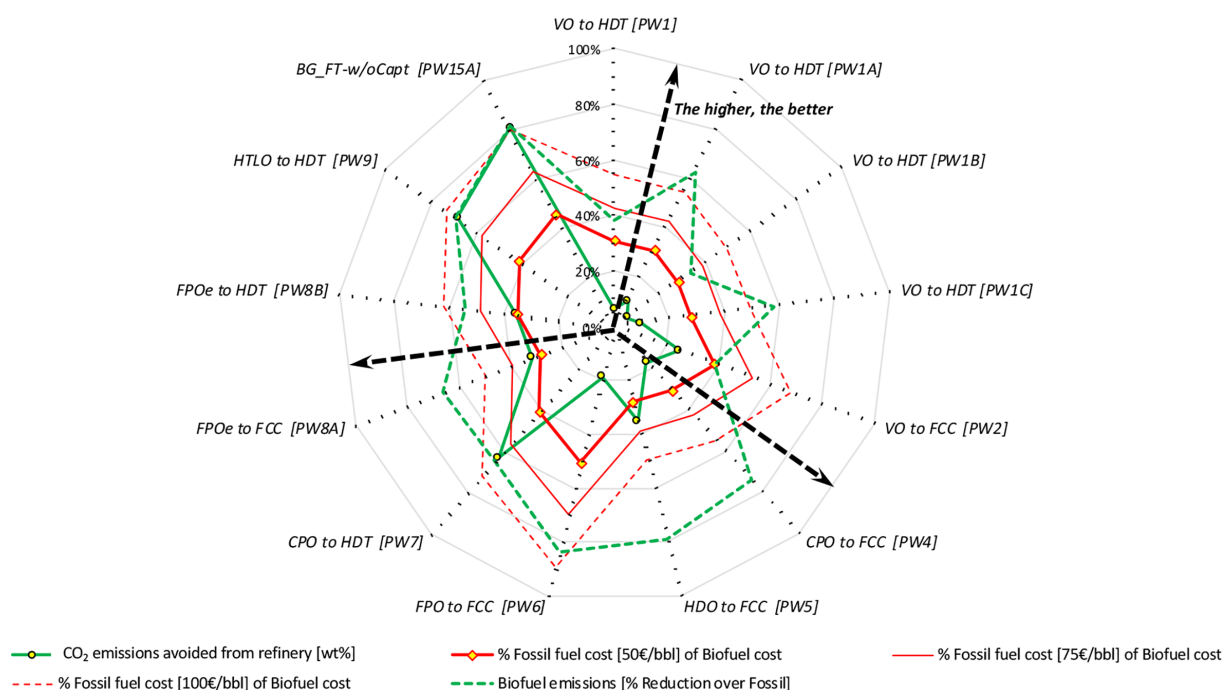 VO to HDT [PW1]
100%
BG_FT-w/oCapt [PW15A]
VO to HDT [PW1A]
The higher, the better
80%
HTLO to HDT [PW9]
VO to HDT [PW1B]
60%
40%
20%
FPOe to HDT [PW8B]
VO to HDT [PW1C]
0%
FPOe to FCC [PW8A]
VO to FCC [PW2]
CPO to HDT [PW7]
CPO to FCC [PW4]
FPO to FCC [PW6]
HDO to FCC [PW5]
CO₂ emissions avoided from refinery [wt%]
% Fossil fuel cost [50€/bbl] of Biofuel cost
% Fossil fuel cost [75€/bbl] of Biofuel cost
% Fossil fuel cost [100€/bbl] of Biofuel cost
Biofuel emissions [% Reduction over Fossil]